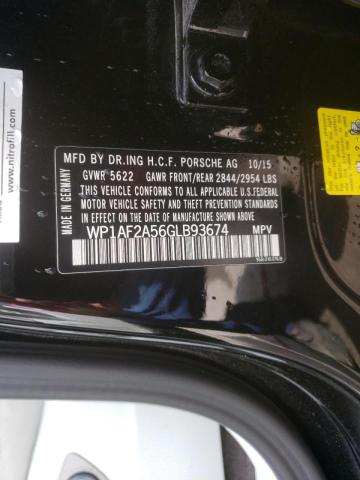 MFD BY DR.ING H.C.F. PORSCHE AG 10/15
GVWR 5622 GAWR FRONT/REAR 2844/2954 LBS
THIS VEHICLE CONFORMS TO ALL APPLICABLE U.S.FEDERAL
MOTOR VEHICLE SAFETY, BUMPER, AND THEFT
PREVENTION STANDARDS IN EFFECT ON THE DATE OF
MANUFACTURE SHOWN ABOVE.
WP1AF2A56GLB93674 MPV
MADE IN GERMANY
www.nitrofill.com